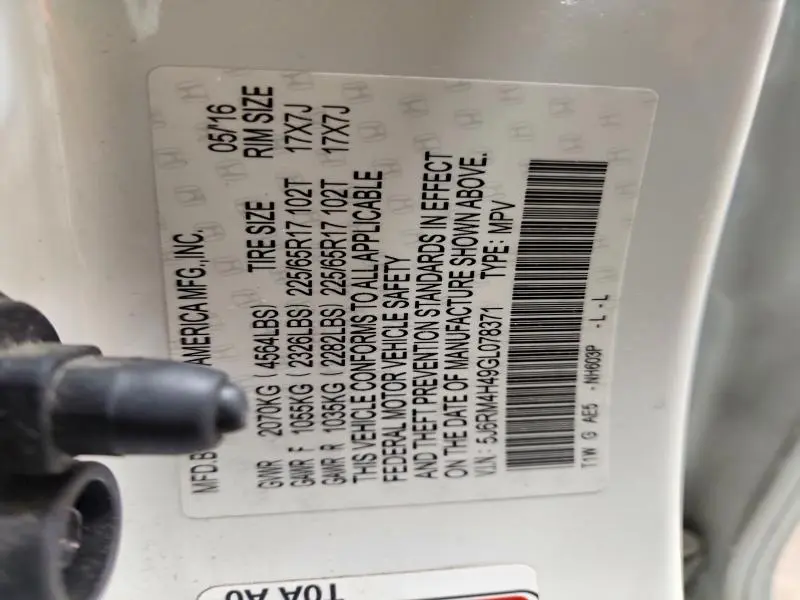 MFD. B AMERICA MFG., INC. 05/16
GVWR 2070KG (4564LBS) TIRE SIZE RIM SIZE
GAWR F 1055KG (2326LBS) 225/65R17 102T 17X7J
GAWR R 1035KG (2282LBS) 225/65R17 102T 17X7J
THIS VEHICLE CONFORMS TO ALL APPLICABLE
FEDERAL MOTOR VEHICLE SAFETY
AND THEFT PREVENTION STANDARDS IN EFFECT
ON THE DATE OF MANUFACTURE SHOWN ABOVE.
V.I.N.: 5J6RM4H49GL078371 TYPE: MPV
T1W G AE5 -NH603P -L -L